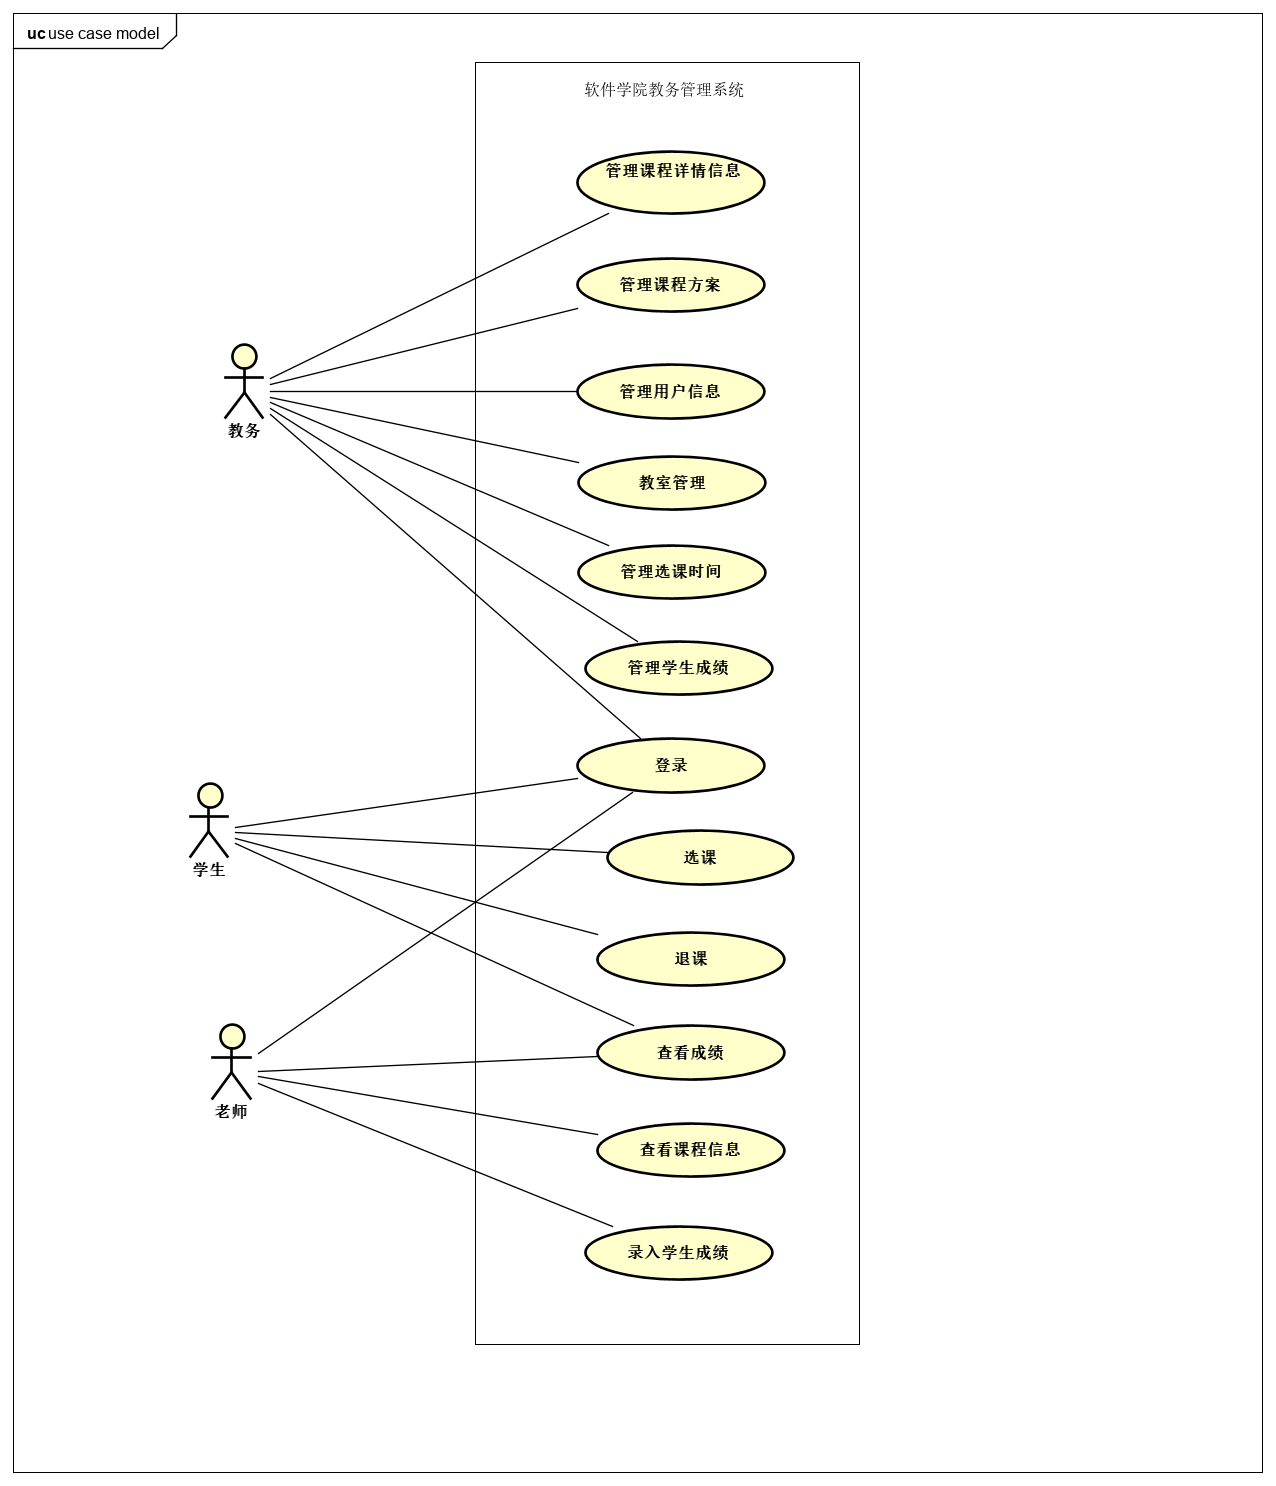 uc use case model
软件学院教务管理系统
管理课程详情信息
管理课程方案
管理用户信息
教务
教室管理
管理选课时间
管理学生成绩
登录
选课
学生
退课
查看成绩
老师
查看课程信息
录入学生成绩